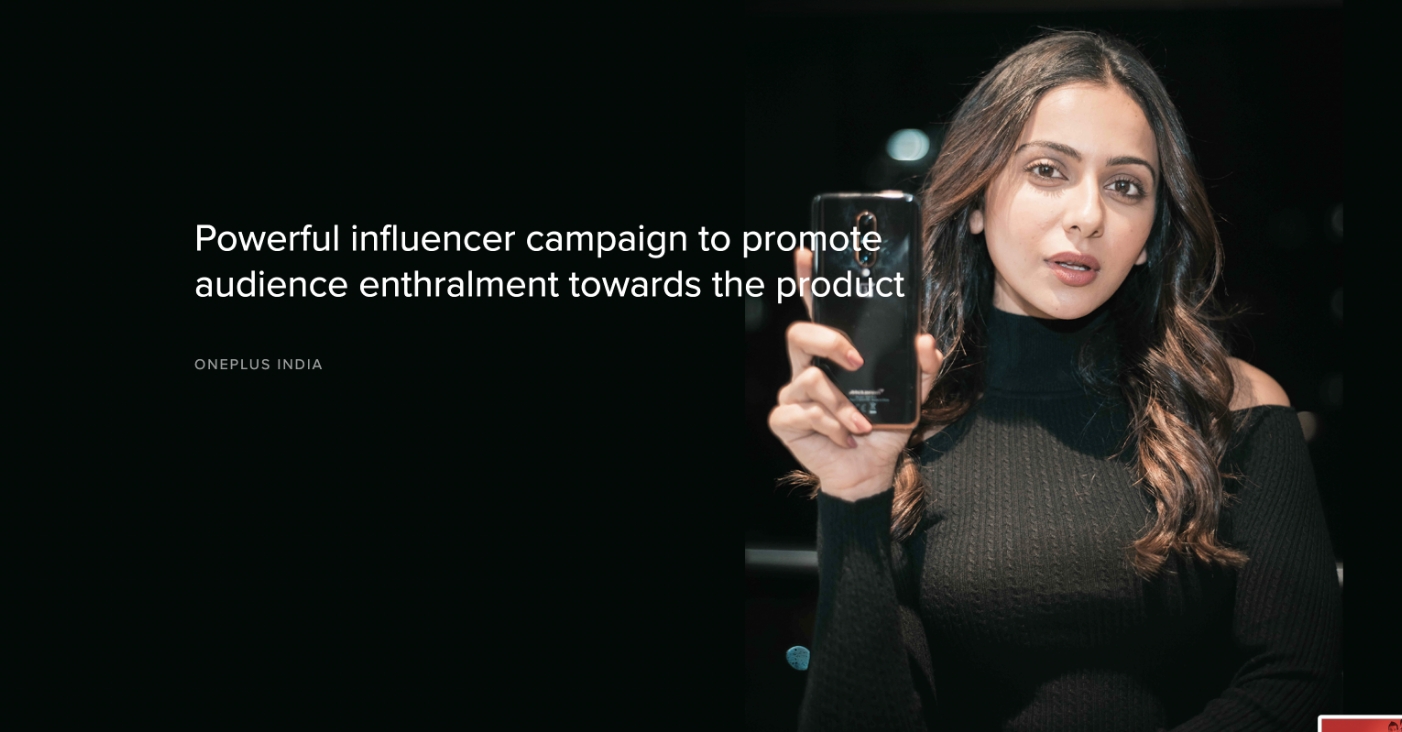 Powerful influencer campaign to promote
audience enthralment towards the product
ONEPLUS INDIA